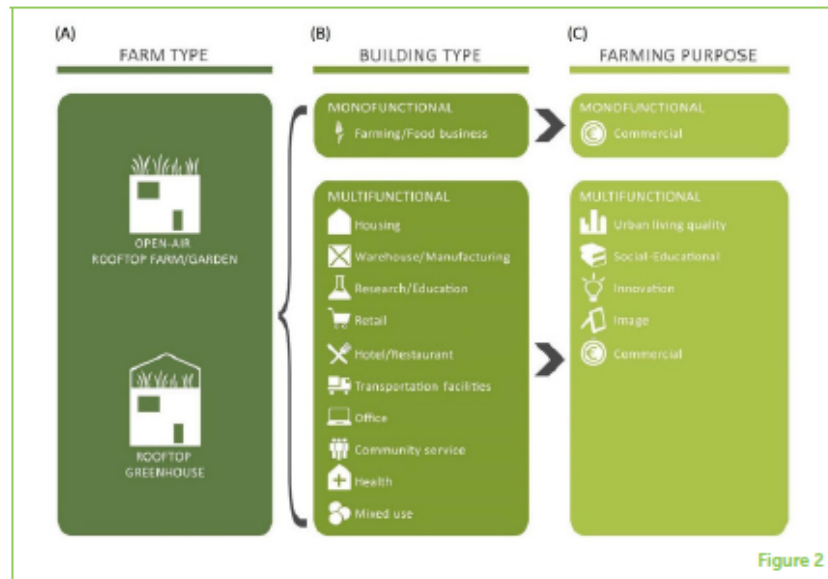 (A)
FARM TYPE
OPEN-AIR
ROOFTOP FARM/GARDEN
ROOFTOP
GREENHOUSE
(B)
BUILDING TYPE
MONOFUNCTIONAL
Farming/Food business
MULTIFUNCTIONAL
Housing
Warehouse/Manufacturing
Research/Education
Retail
Hotel/Restaurant
Transportation facilities
Office
Community service
Health
Mixed use
(C)
FARMING PURPOSE
MONOFUNCTIONAL
Commercial
MULTIFUNCTIONAL
Urban living quality
Social-Educational
Innovation
Image
Commercial
Figure 2